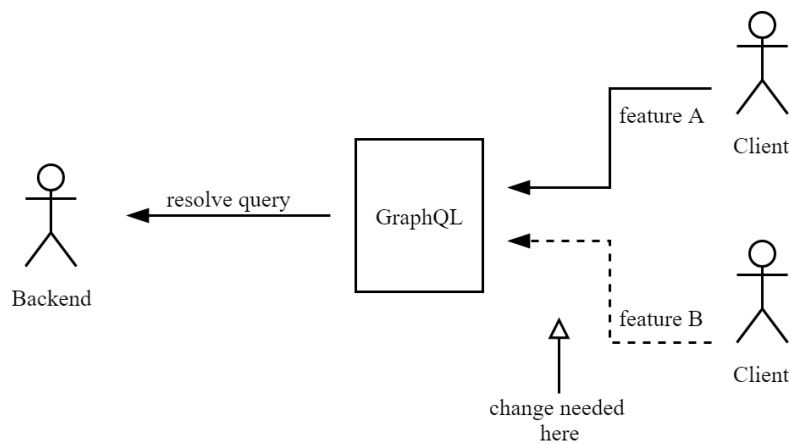 feature A
Client
resolve query
GraphQL
Backend
feature B
Client
change needed
here